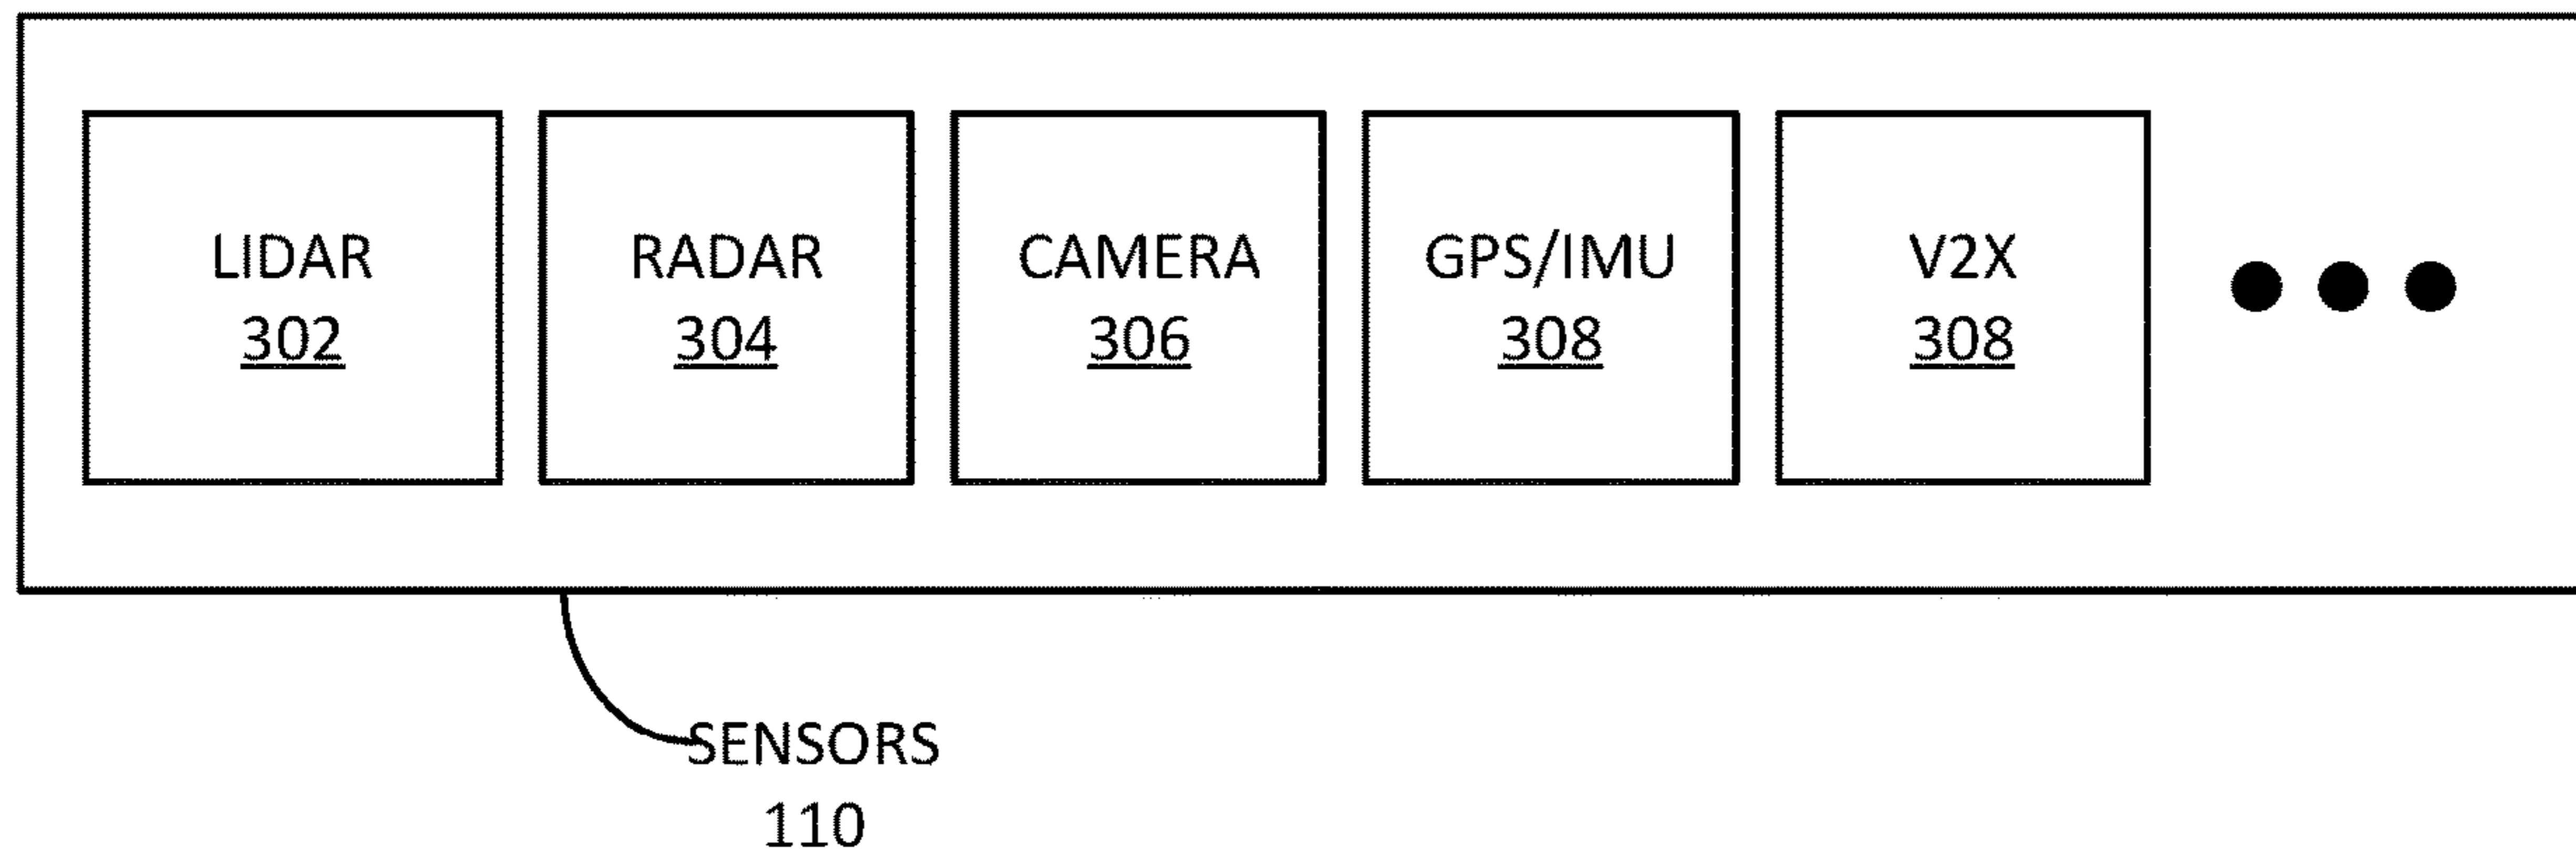 LIDAR
302
RADAR
304
CAMERA
306
GPS/IMU
308
V2X
308
SENSORS
110